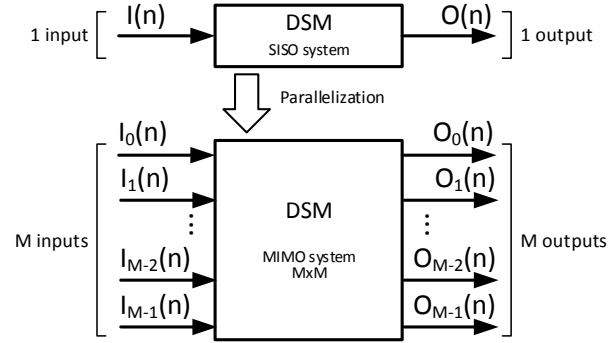 I(n) DSM O(n)
1 input SISO system 1 output
Parallelization
I0(n) O0(n)
I1(n) O1(n)
⋮ DSM ⋮
M inputs MIMO system M outputs
MxM
IM-2(n) OM-2(n)
IM-1(n) OM-1(n)